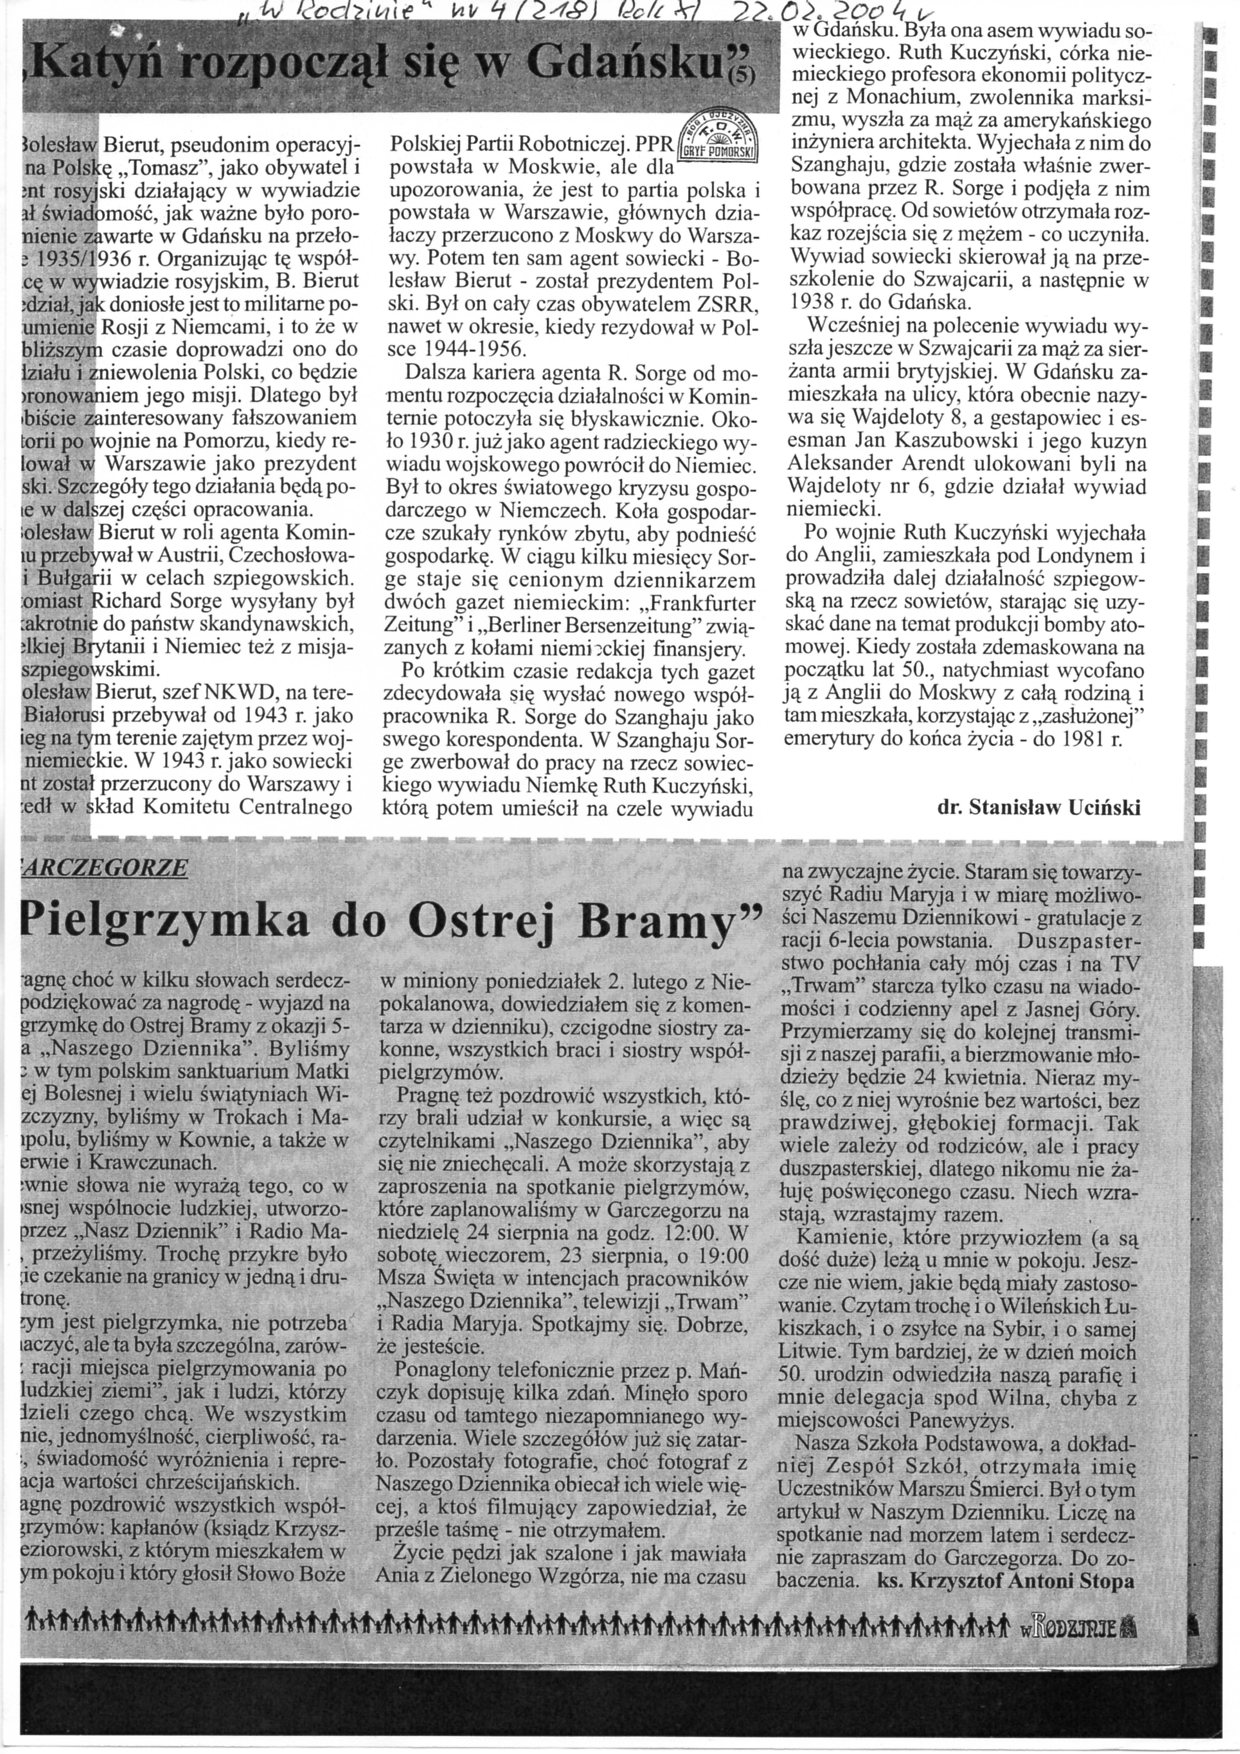 „W Rodzinie" nr 4 (218) Rok XI 22.02.2004 r
Katyń rozpoczął się w Gdańsku” (5)
Bolesław Bierut, pseudonim operacyj-
na Polskę „Tomasz”, jako obywatel i
rosyjski działający w wywiadzie
świadomość, jak ważne było poro-
zawarte w Gdańsku na przeło-
1935/1936 r. Organizując tę współ-
w wywiadzie rosyjskim, B. Bierut
jak doniosłe jest to militarne po-
Rosji z Niemcami, i to że w
czasie doprowadzi ono do
i zniewolenia Polski, co będzie
jego misji. Dlatego był
zainteresowany fałszowaniem
po wojnie na Pomorzu, kiedy re-
w Warszawie jako prezydent
Szczegóły tego działania będą po-
w dalszej części opracowania.
Bolesław Bierut w roli agenta Komin-
przebywał w Austrii, Czechosłowa-
i Bułgarii w celach szpiegowskich.
Richard Sorge wysyłany był
do państw skandynawskich,
Brytanii i Niemiec też z misja-
szpiegowskimi.
Bierut, szef NKWD, na tere-
Białorusi przebywał od 1943 r. jako
na tym terenie zajętym przez woj-
niemieckie. W 1943 r. jako sowiecki
został przerzucony do Warszawy i
w skład Komitetu Centralnego
Polskiej Partii Robotniczej. PPR
powstała w Moskwie, ale dla
upozorowania, że jest to partia polska i
powstała w Warszawie, głównych dzia-
łaczy przerzucono z Moskwy do Warsza-
wy. Potem ten sam agent sowiecki - Bo-
lesław Bierut - został prezydentem Pol-
ski. Był on cały czas obywatelem ZSRR,
nawet w okresie, kiedy rezydował w Pol-
sce 1944-1956.
Dalsza kariera agenta R. Sorge od mo-
mentu rozpoczęcia działalności w Komin-
ternie potoczyła się błyskawicznie. Oko-
ło 1930 r. już jako agent radzieckiego wy-
wiadu wojskowego powrócił do Niemiec.
Był to okres światowego kryzysu gospo-
darczego w Niemczech. Koła gospodar-
cze szukały rynków zbytu, aby podnieść
gospodarkę. W ciągu kilku miesięcy Sor-
ge staje się cenionym dziennikarzem
dwóch gazet niemieckim: „Frankfurter
Zeitung” i „Berliner Bersenzeitung” zwią-
zanych z kołami niemieckiej finansjery.
Po krótkim czasie redakcja tych gazet
zdecydowała się wysłać nowego współ-
pracownika R. Sorge do Szanghaju jako
swego korespondenta. W Szanghaju Sor-
ge zwerbował do pracy na rzecz sowiec-
kiego wywiadu Niemkę Ruth Kuczyński,
którą potem umieścił na czele wywiadu
BÓG I OJCZYZNA
T.O.W.
GRYF POMORSKI
w Gdańsku. Była ona asem wywiadu so-
wieckiego. Ruth Kuczyński, córka nie-
mieckiego profesora ekonomii politycz-
nej z Monachium, zwolennika marksi-
zmu, wyszła za mąż za amerykańskiego
inżyniera architekta. Wyjechała z nim do
Szanghaju, gdzie została właśnie zwer-
bowana przez R. Sorge i podjęła z nim
współpracę. Od sowietów otrzymała roz-
kaz rozejścia się z mężem - co uczyniła.
Wywiad sowiecki skierował ją na prze-
szkolenie do Szwajcarii, a następnie w
1938 r. do Gdańska.
Wcześniej na polecenie wywiadu wy-
szła jeszcze w Szwajcarii za mąż za sier-
żanta armii brytyjskiej. W Gdańsku za-
mieszkała na ulicy, która obecnie nazy-
wa się Wajdeloty 8, a gestapowiec i es-
esman Jan Kaszubowski i jego kuzyn
Aleksander Arendt ulokowani byli na
Wajdeloty nr 6, gdzie działał wywiad
niemiecki.
Po wojnie Ruth Kuczyński wyjechała
do Anglii, zamieszkała pod Londynem i
prowadziła dalej działalność szpiegow-
ską na rzecz sowietów, starając się uzy-
skać dane na temat produkcji bomby ato-
mowej. Kiedy została zdemaskowana na
początku lat 50., natychmiast wycofano
ją z Anglii do Moskwy z całą rodziną i
tam mieszkała, korzystając z „zasłużonej”
emerytury do końca życia - do 1981 r.
dr. Stanisław Uciński
ARCZEGORZE
Pielgrzymka do Ostrej Bramy”
choć w kilku słowach serdecz-
podziękować za nagrodę - wyjazd na
do Ostrej Bramy z okazji 5-
„Naszego Dziennika”. Byliśmy
w tym polskim sanktuarium Matki
Bolesnej i wielu świątyniach Wi-
byliśmy w Trokach i Ma-
byliśmy w Kownie, a także w
i Krawczunach.
słowa nie wyrażą tego, co w
wspólnocie ludzkiej, utworzo-
przez „Nasz Dziennik” i Radio Ma-
, przeżyliśmy. Trochę przykre było
czekanie na granicy w jedną i dru-
jest pielgrzymka, nie potrzeba
ale ta była szczególna, zarów-
racji miejsca pielgrzymowania po
ludzkiej ziemi”, jak i ludzi, którzy
czego chcą. We wszystkim
jednomyślność, cierpliwość, ra-
, świadomość wyróżnienia i repre-
wartości chrześcijańskich.
pozdrowić wszystkich współ-
kapłanów (ksiądz Krzysz-
z którym mieszkałem w
pokoju i który głosił Słowo Boże
w miniony poniedziałek 2. lutego z Nie-
pokalanowa, dowiedziałem się z komen-
tarza w dzienniku), czcigodne siostry za-
konne, wszystkich braci i siostry współ-
pielgrzymów.
Pragnę też pozdrowić wszystkich, któ-
rzy brali udział w konkursie, a więc są
czytelnikami „Naszego Dziennika”, aby
się nie zniechęcali. A może skorzystają z
zaproszenia na spotkanie pielgrzymów,
które zaplanowaliśmy w Garczegorzu na
niedzielę 24 sierpnia na godz. 12:00. W
sobotę wieczorem, 23 sierpnia, o 19:00
Msza Święta w intencjach pracowników
„Naszego Dziennika”, telewizji „Trwam”
i Radia Maryja. Spotkajmy się. Dobrze,
że jesteście.
Ponaglony telefonicznie przez p. Mań-
czyk dopisuję kilka zdań. Minęło sporo
czasu od tamtego niezapomnianego wy-
darzenia. Wiele szczegółów już się zatar-
ło. Pozostały fotografie, choć fotograf z
Naszego Dziennika obiecał ich wiele wię-
cej, a ktoś filmujący zapowiedział, że
prześle taśmę - nie otrzymałem.
Życie pędzi jak szalone i jak mawiała
Ania z Zielonego Wzgórza, nie ma czasu
na zwyczajne życie. Staram się towarzy-
szyć Radiu Maryja i w miarę możliwo-
ści Naszemu Dziennikowi - gratulacje z
racji 6-lecia powstania. Duszpaster-
stwo pochłania cały mój czas i na TV
„Trwam” starcza tylko czasu na wiado-
mości i codzienny apel z Jasnej Góry.
Przymierzamy się do kolejnej transmi-
sji z naszej parafii, a bierzmowanie mło-
dzieży będzie 24 kwietnia. Nieraz my-
ślę, co z niej wyrośnie bez wartości, bez
prawdziwej, głębokiej formacji. Tak
wiele zależy od rodziców, ale i pracy
duszpasterskiej, dlatego nikomu nie ża-
łuję poświęconego czasu. Niech wzra-
stają, wzrastajmy razem.
Kamienie, które przywiozłem (a są
dość duże) leżą u mnie w pokoju. Jesz-
cze nie wiem, jakie będą miały zastoso-
wanie. Czytam trochę i o Wileńskich Łu-
kiszkach, i o zsyłce na Sybir, i o samej
Litwie. Tym bardziej, że w dzień moich
50. urodzin odwiedziła naszą parafię i
mnie delegacja spod Wilna, chyba z
miejscowości Panewyżys.
Nasza Szkoła Podstawowa, a dokład-
niej Zespół Szkół, otrzymała imię
Uczestników Marszu Śmierci. Był o tym
artykuł w Naszym Dzienniku. Liczę na
spotkanie nad morzem latem i serdecz-
nie zapraszam do Garczegorza. Do zo-
baczenia. ks. Krzysztof Antoni Stopa
wRODZINIE